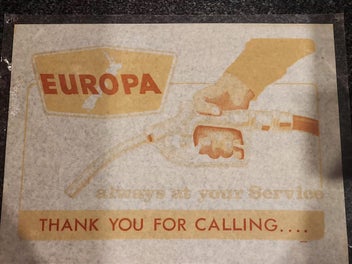 EUROPA
always at your Service
THANK YOU FOR CALLING....